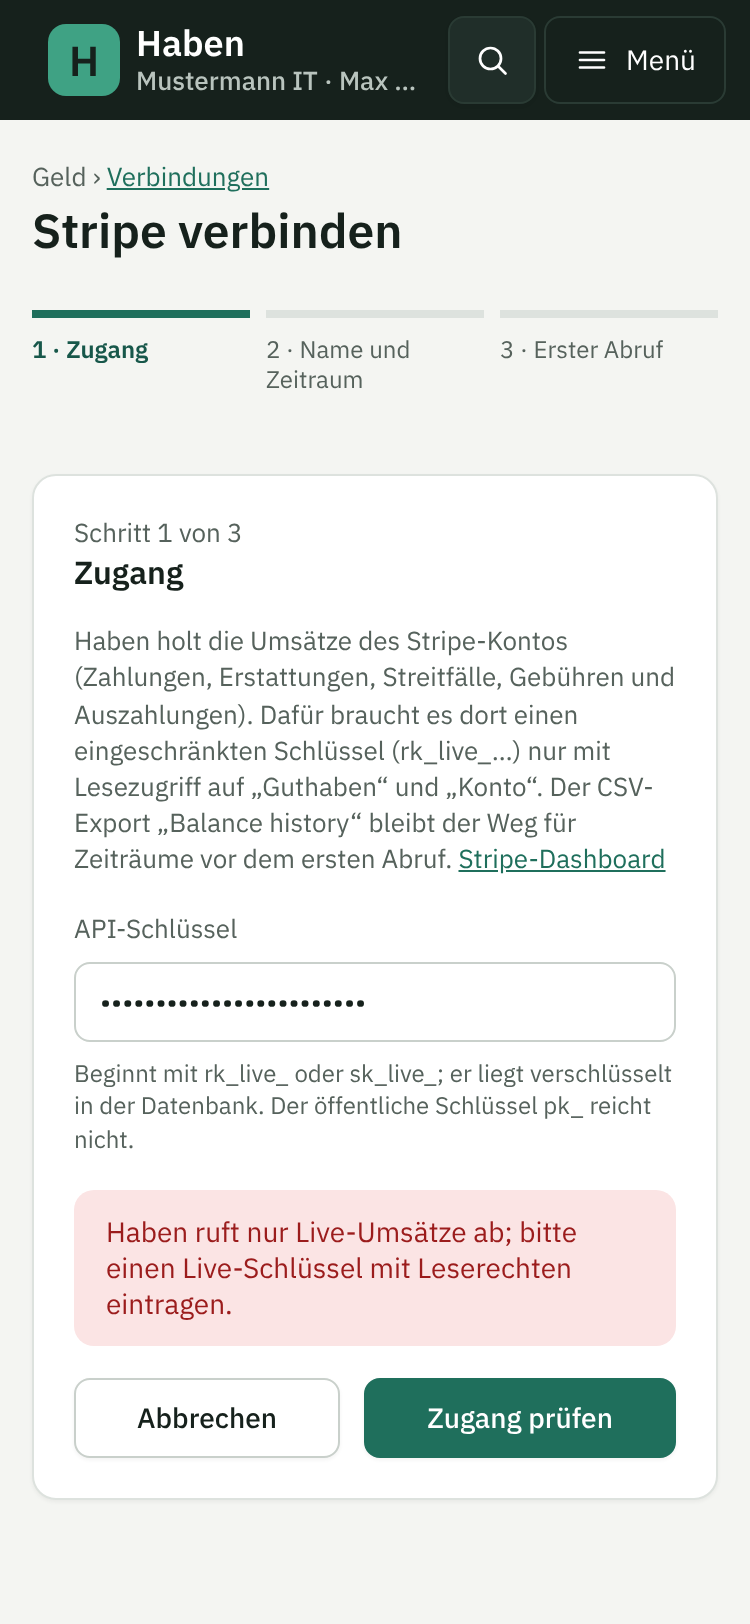 H
Haben
Mustermann IT · Max ...
Menü
Geld › Verbindungen
Stripe verbinden
1 · Zugang
2 · Name und
Zeitraum
3 · Erster Abruf
Schritt 1 von 3
Zugang
Haben holt die Umsätze des Stripe-Kontos
(Zahlungen, Erstattungen, Streitfälle, Gebühren und
Auszahlungen). Dafür braucht es dort einen
eingeschränkten Schlüssel (rk_live_...) nur mit
Lesezugriff auf „Guthaben“ und „Konto“. Der CSV-
Export „Balance history“ bleibt der Weg für
Zeiträume vor dem ersten Abruf. Stripe-Dashboard
API-Schlüssel
••••••••••••••••••••••••
Beginnt mit rk_live_ oder sk_live_; er liegt verschlüsselt
in der Datenbank. Der öffentliche Schlüssel pk_ reicht
nicht.
Haben ruft nur Live-Umsätze ab; bitte
einen Live-Schlüssel mit Leserechten
eintragen.
Abbrechen
Zugang prüfen